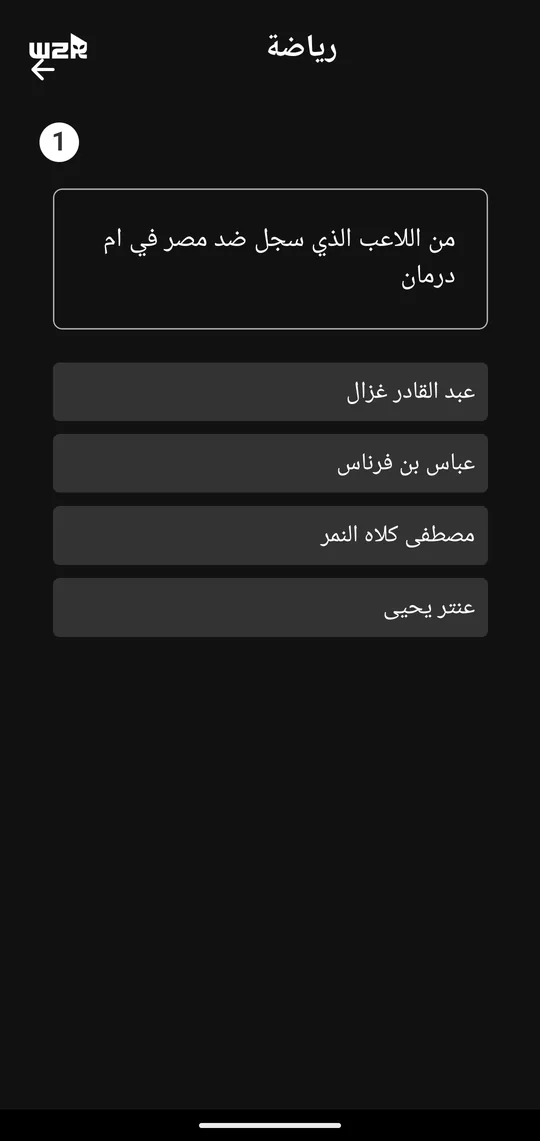 رياضة
W2R
1
من اللاعب الذي سجل ضد مصر في ام
درمان
عبد القادر غزال
عباس بن فرناس
مصطفى كلاه النمر
عنتر يحيى